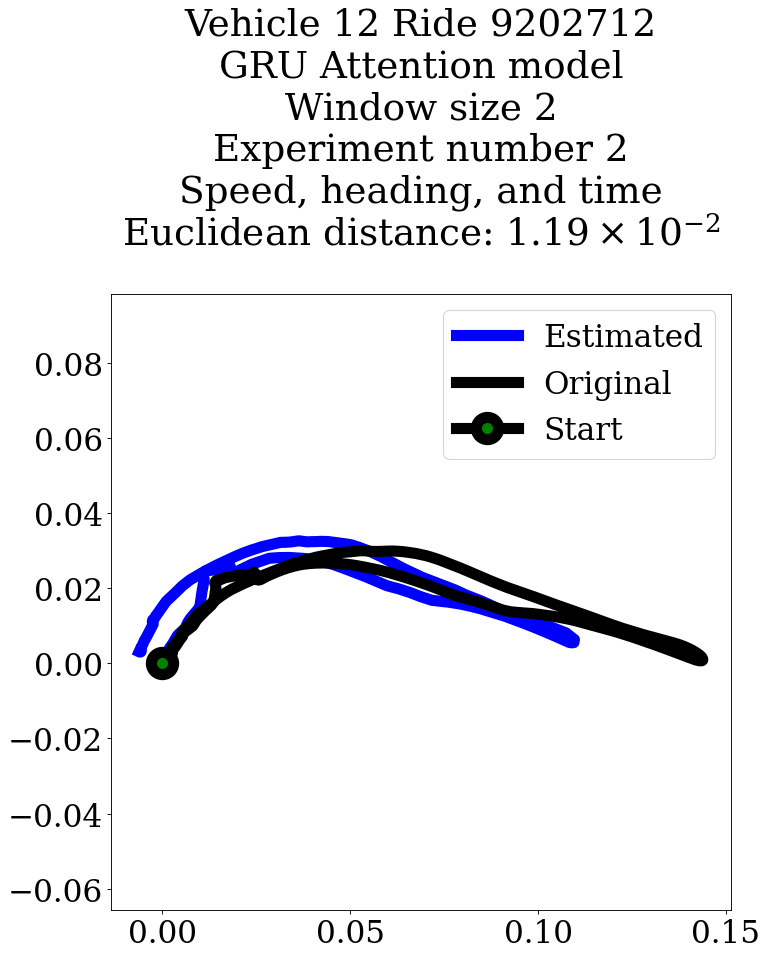 Vehicle 12 Ride 9202712
GRU Attention model
Window size 2
Experiment number 2
Speed, heading, and time
Euclidean distance: 1.19 × 10⁻²
Estimated
Original
Start
0.08
0.06
0.04
0.02
0.00
−0.02
−0.04
−0.06
0.00 0.05 0.10 0.15